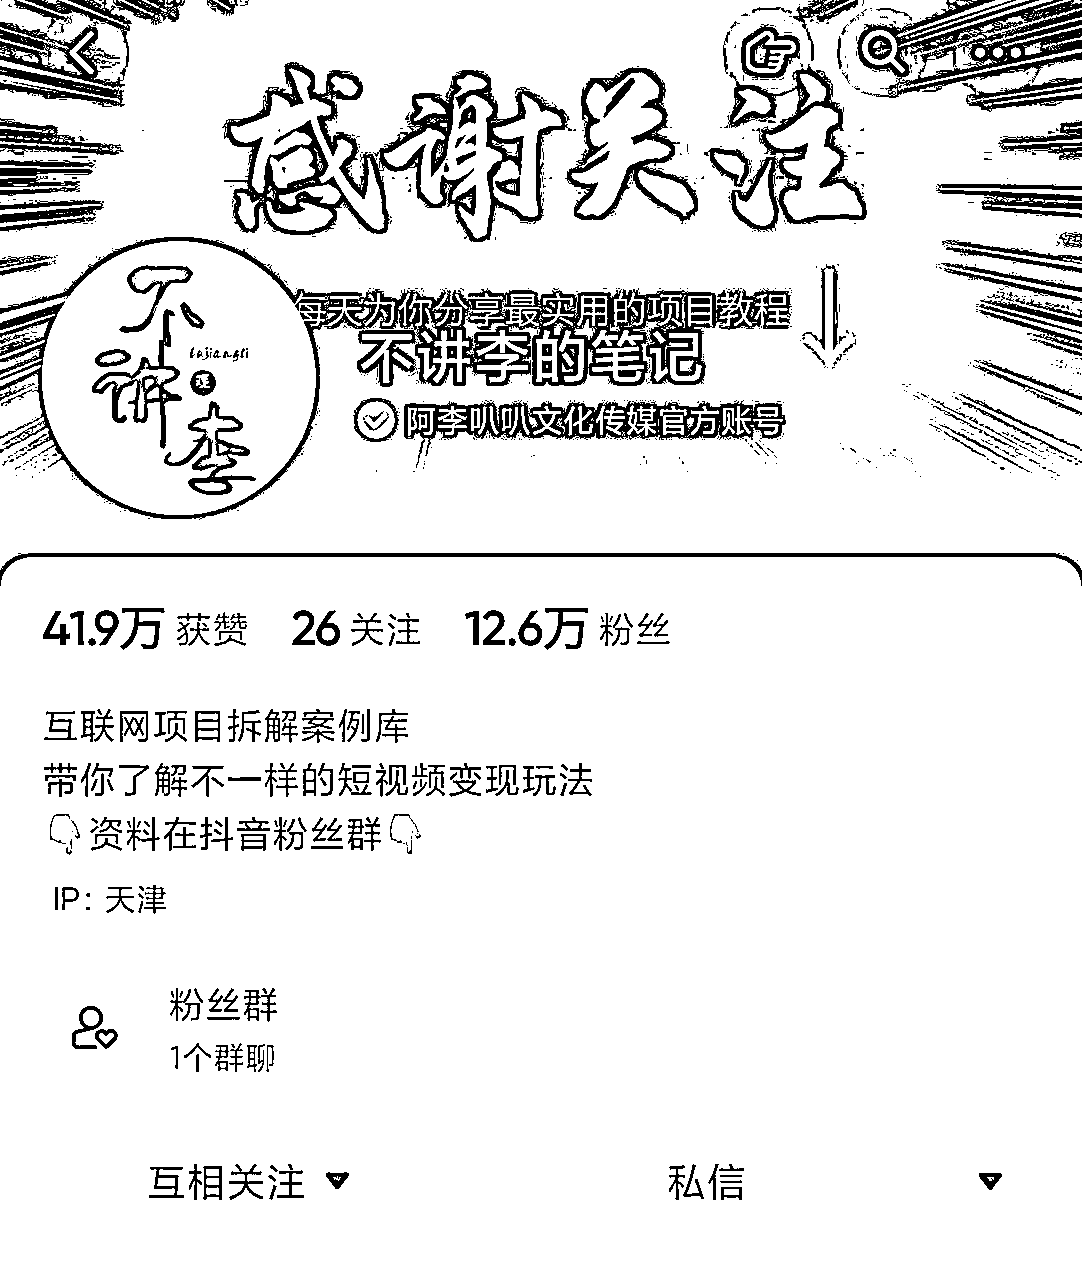 感谢关注
每天为你分享最实用的项目教程
不讲李
bujiangli
不讲李的笔记
阿李叭叭文化传媒官方账号
41.9万 获赞 26 关注 12.6万 粉丝
互联网项目拆解案例库
带你了解不一样的短视频变现玩法
👇资料在抖音粉丝群👇
IP: 天津
粉丝群
1个群聊
互相关注 私信